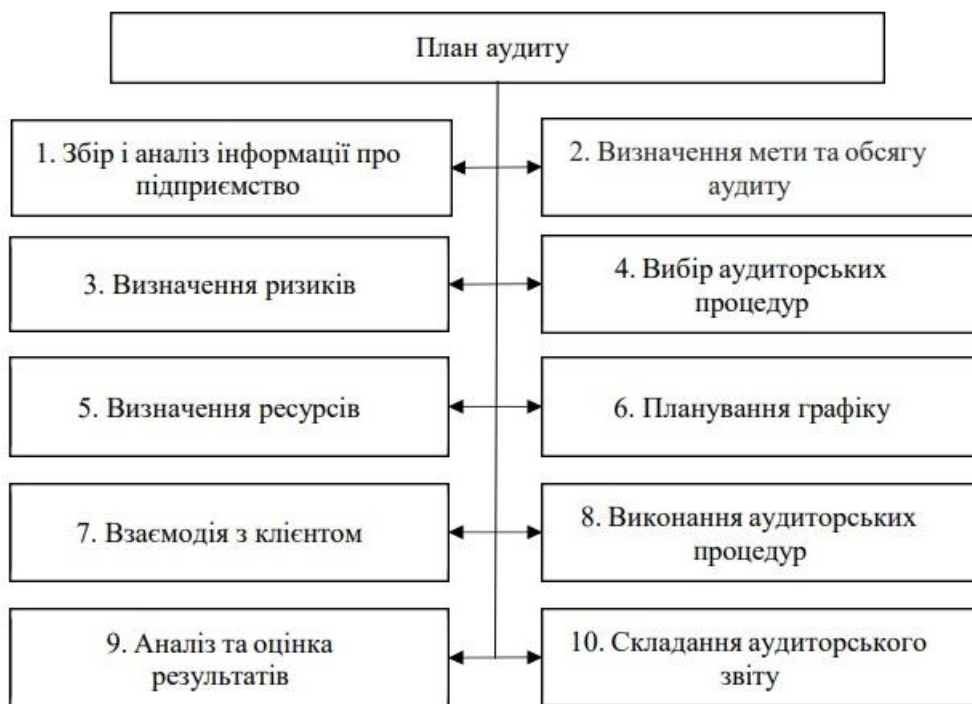 План аудиту
1. Збір і аналіз інформації про
підприємство
2. Визначення мети та обсягу
аудиту
3. Визначення ризиків
4. Вибір аудиторських
процедур
5. Визначення ресурсів
6. Планування графіку
7. Взаємодія з клієнтом
8. Виконання аудиторських
процедур
9. Аналіз та оцінка
результатів
10. Складання аудиторського
звіту